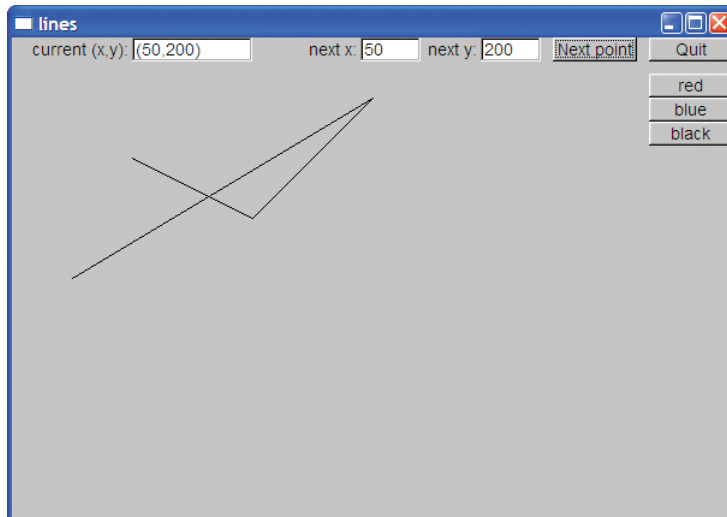 lines
current (x,y): (50,200) next x: 50 next y: 200 Next point Quit
red
blue
black